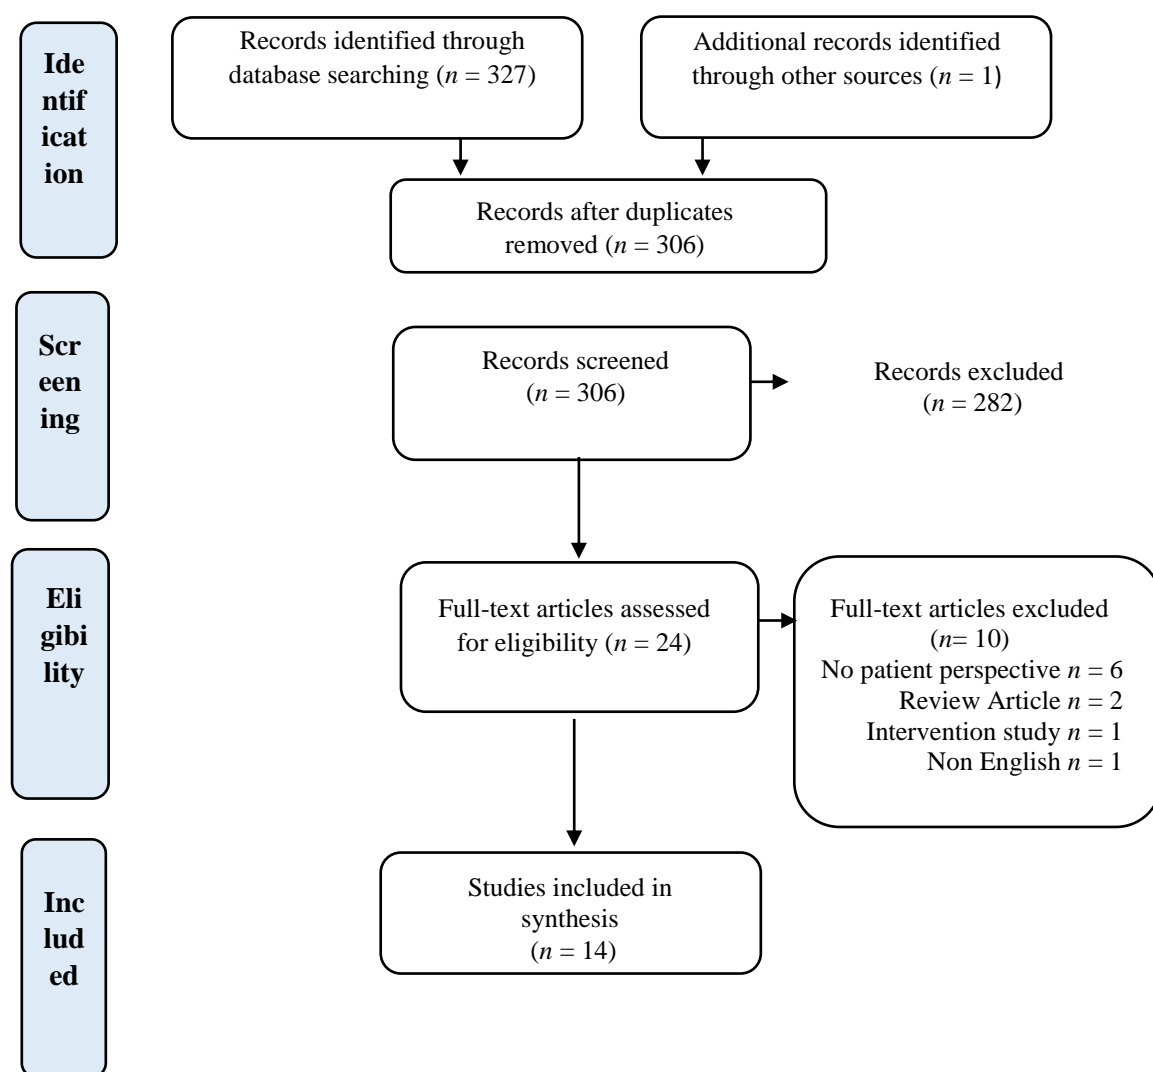 Ide
ntif
icat
ion
Records identified through
database searching (n = 327)
Additional records identified
through other sources (n = 1)
Records after duplicates
removed (n = 306)
Scr
een
ing
Records screened
(n = 306)
Records excluded
(n = 282)
Eli
gibi
lity
Full-text articles assessed
for eligibility (n = 24)
Full-text articles excluded
(n= 10)
No patient perspective n = 6
Review Article n = 2
Intervention study n = 1
Non English n = 1
Inc
lud
ed
Studies included in
synthesis
(n = 14)